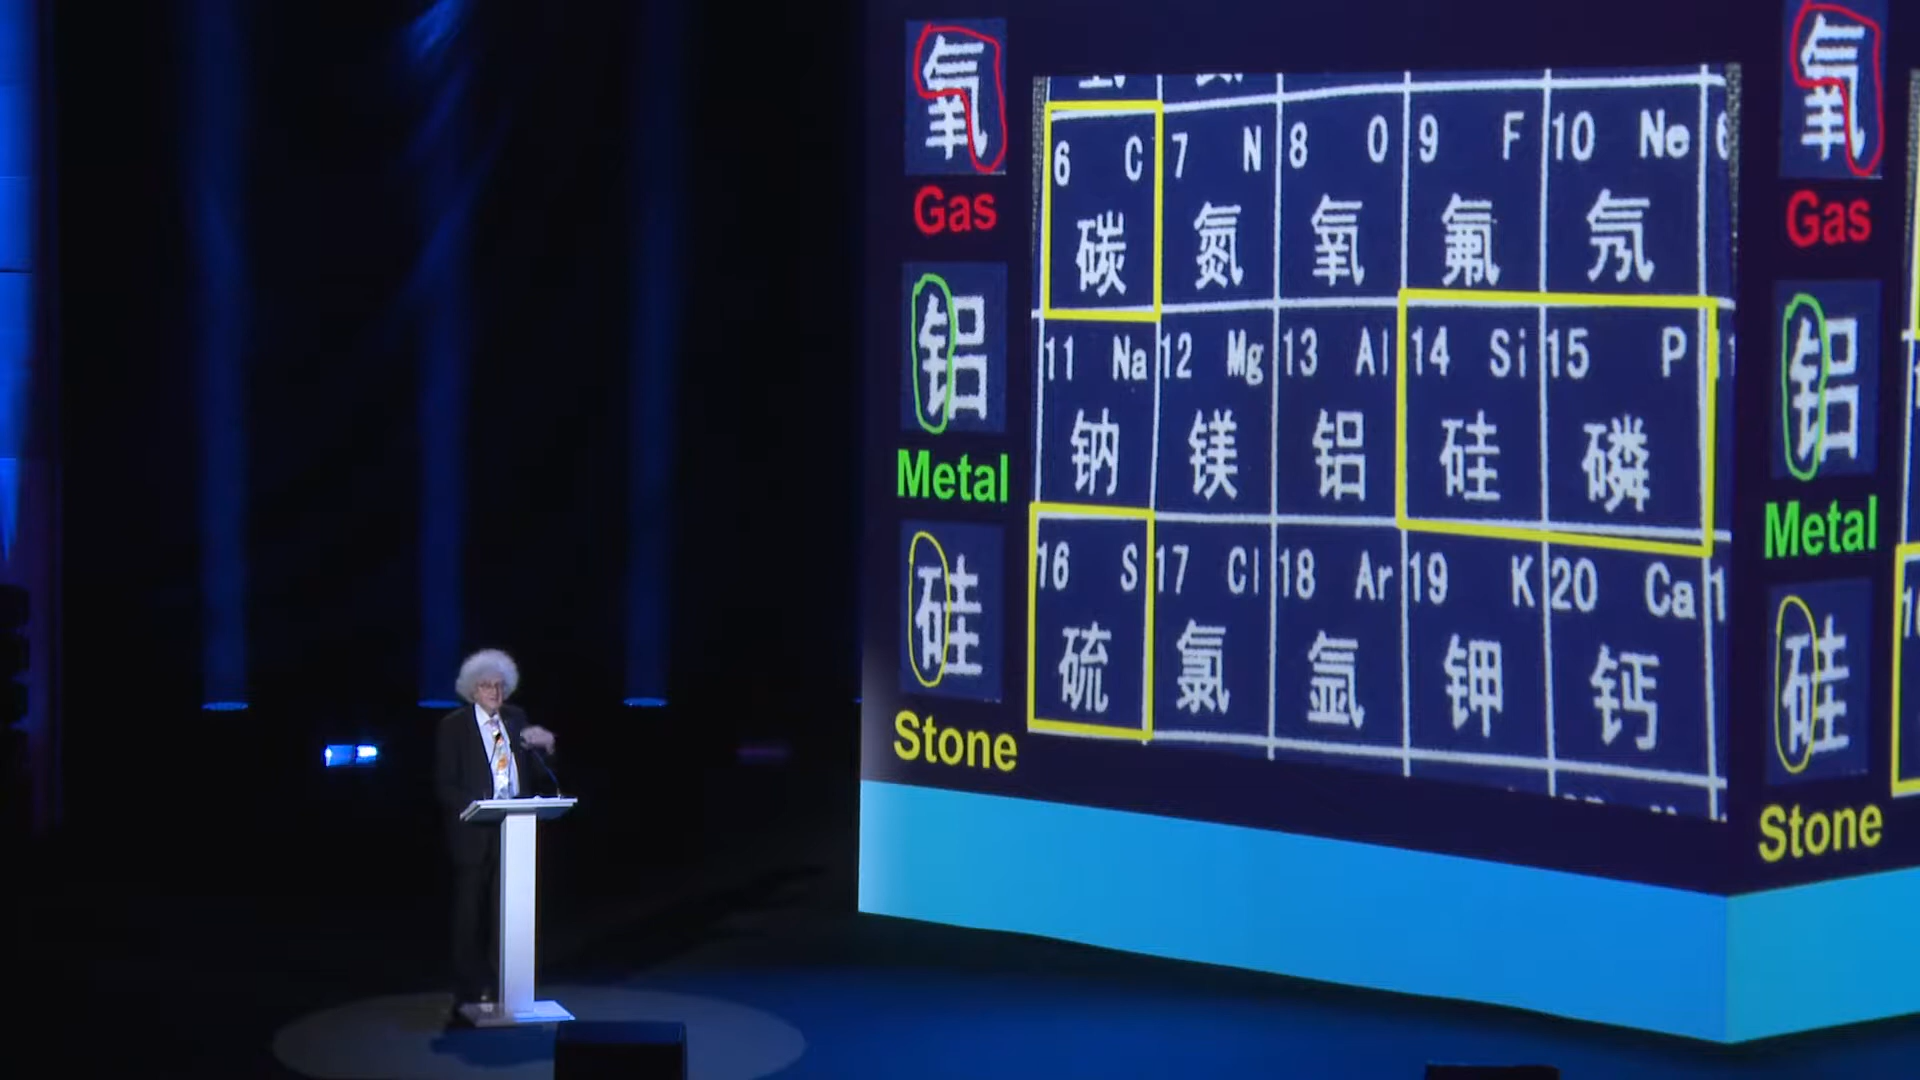 氧
Gas
铝
Metal
硅
Stone
6 C 7 N 8 O 9 F 10 Ne
碳 氮 氧 氟 氖
11 Na 12 Mg 13 Al 14 Si 15 P
钠 镁 铝 硅 磷
16 S 17 Cl 18 Ar 19 K 20 Ca
硫 氯 氩 钾 钙
氧
Gas
铝
Metal
硅
Stone